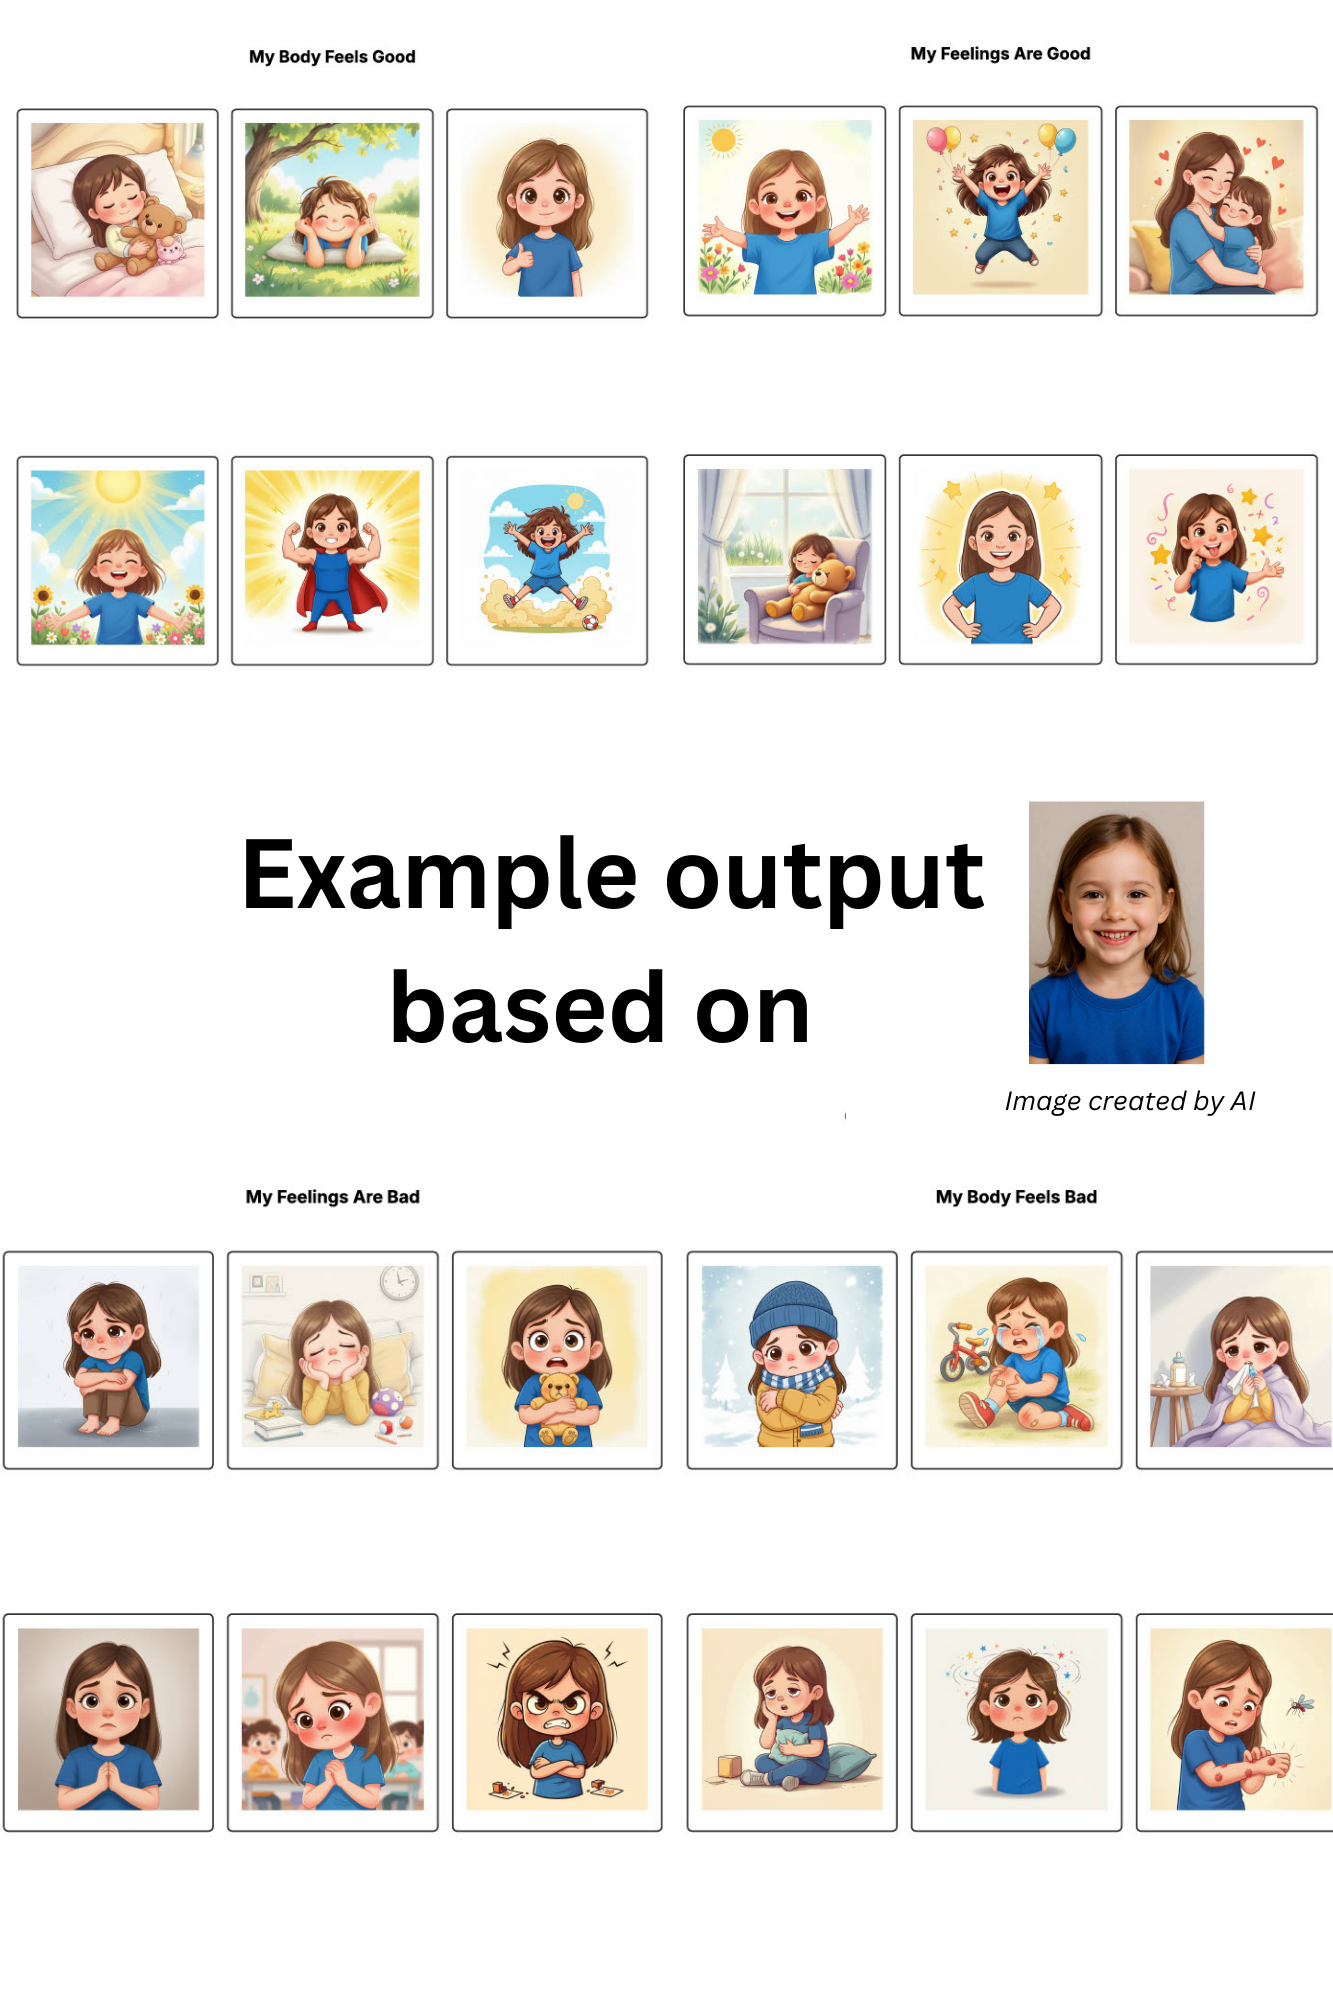 My Body Feels Good
My Feelings Are Good
Example output
based on
Image created by AI
My Feelings Are Bad
My Body Feels Bad